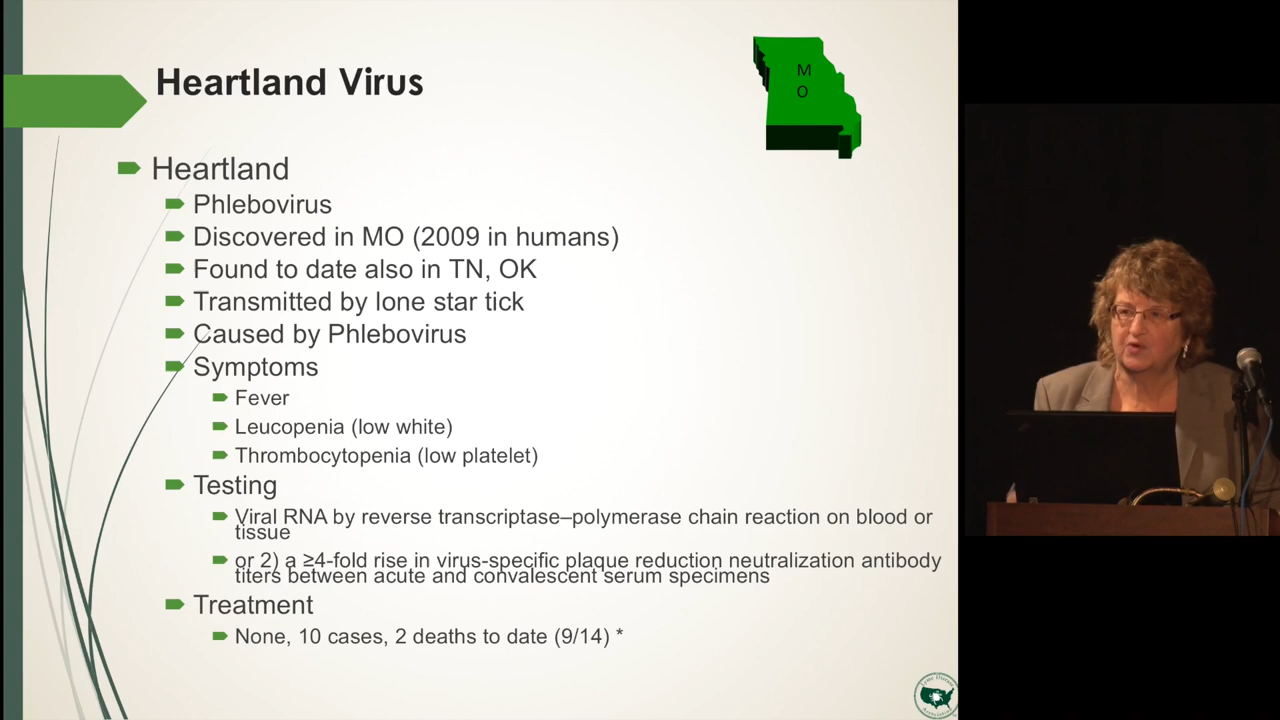 Heartland Virus
M
O
Heartland
Phlebovirus
Discovered in MO (2009 in humans)
Found to date also in TN, OK
Transmitted by lone star tick
Caused by Phlebovirus
Symptoms
Fever
Leucopenia (low white)
Thrombocytopenia (low platelet)
Testing
Viral RNA by reverse transcriptase–polymerase chain reaction on blood or
tissue
or 2) a ≥4-fold rise in virus-specific plaque reduction neutralization antibody
titers between acute and convalescent serum specimens
Treatment
None, 10 cases, 2 deaths to date (9/14) *
Lyme Disease
Association